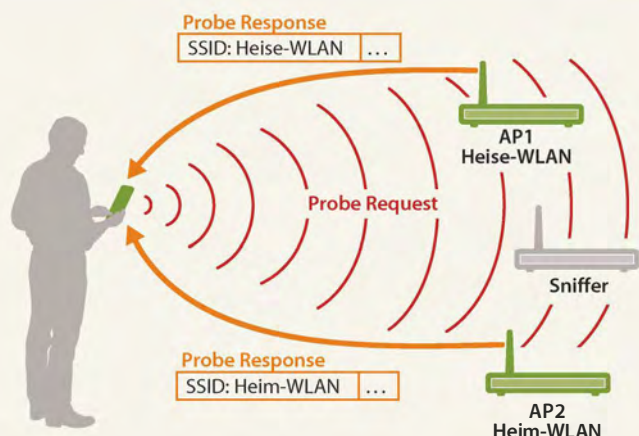 Probe Response
SSID: Heise-WLAN ...
AP1
Heise-WLAN
Probe Request
Sniffer
Probe Response
SSID: Heim-WLAN ...
AP2
Heim-WLAN